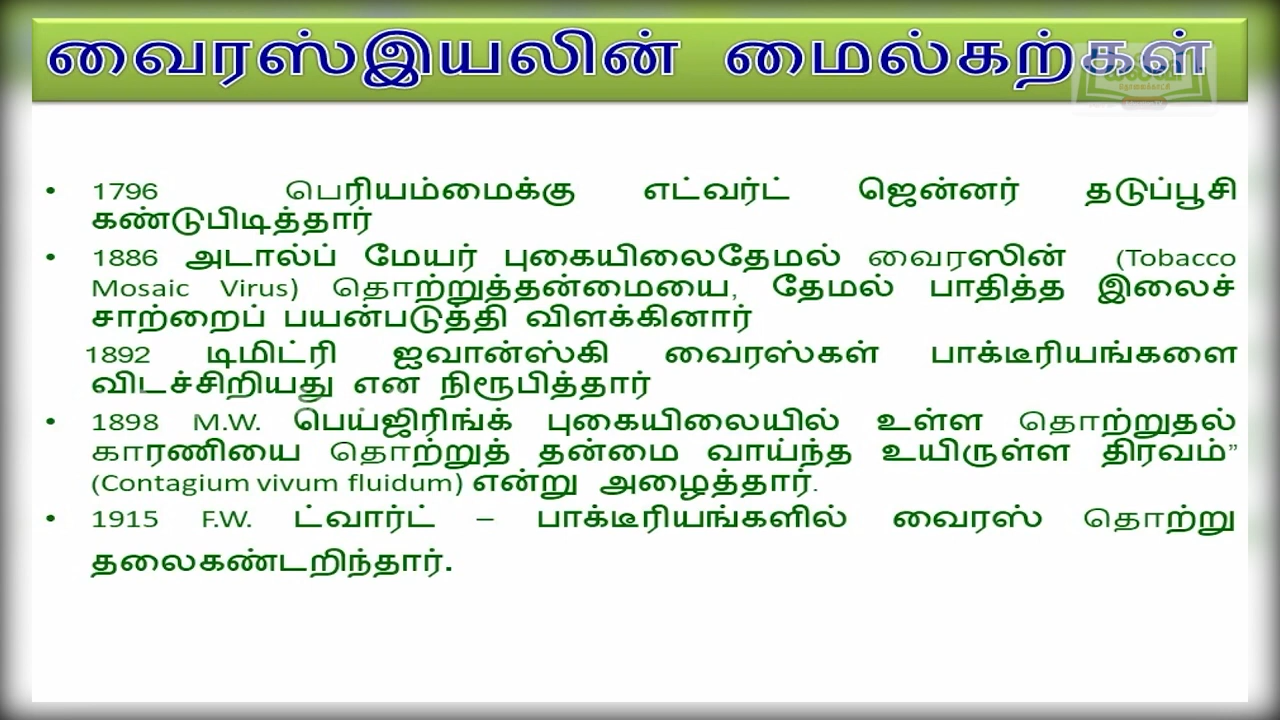 வைரஸ்இயலின் மைல்கற்கள்
• 1796 பெரியம்மைக்கு எட்வர்ட் ஜென்னர் தடுப்பூசி
கண்டுபிடித்தார்
• 1886 அடால்ப் மேயர் புகையிலைதேமல் வைரஸின் (Tobacco
Mosaic Virus) தொற்றுத்தன்மையை, தேமல் பாதித்த இலைச்
சாற்றைப் பயன்படுத்தி விளக்கினார்
1892 டிமிட்ரி ஐவான்ஸ்கி வைரஸ்கள் பாக்டீரியங்களை
விடச்சிறியது என நிரூபித்தார்
• 1898 M.W. பெய்ஜிரிங்க் புகையிலையில் உள்ள தொற்றுதல்
காரணியை தொற்றுத் தன்மை வாய்ந்த உயிருள்ள திரவம்”
(Contagium vivum fluidum) என்று அழைத்தார்.
• 1915 F.W. ட்வார்ட் – பாக்டீரியங்களில் வைரஸ் தொற்று
தலைகண்டறிந்தார்.